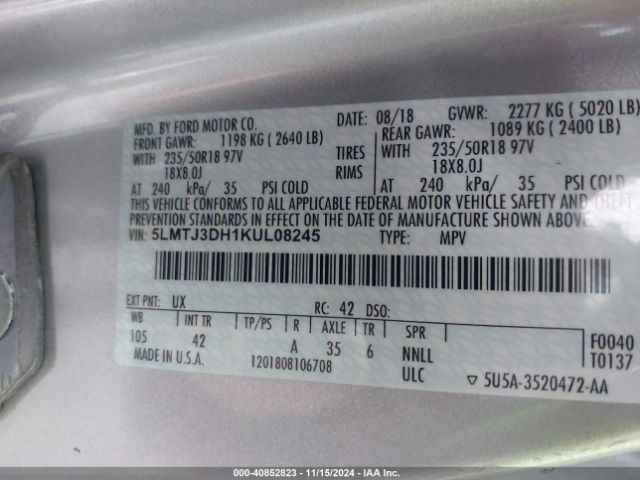 MFD. BY FORD MOTOR CO. DATE: 08/18 GVWR: 2277 KG ( 5020 LB)
FRONT GAWR: 1198 KG ( 2640 LB) REAR GAWR: 1089 KG ( 2400 LB)
WITH 235/50R18 97V TIRES WITH 235/50R18 97V
18X8.0J RIMS 18X8.0J
AT 240 kPa/ 35 PSI COLD AT 240 kPa/ 35 PSI COLD
THIS VEHICLE CONFORMS TO ALL APPLICABLE FEDERAL MOTOR VEHICLE SAFETY AND THEFT
PREVENTION STANDARDS IN EFFECT ON THE DATE OF MANUFACTURE SHOWN ABOVE.
VIN: 5LMTJ3DH1KUL08245 TYPE: MPV
EXT PNT: UX RC: 42 DSO:
WB INT TR TP/PS R AXLE TR SPR
105 42 A 35 6 NNLL F0040
MADE IN U.S.A. 1201808106708 ULC T0137
▽ 5U5A-3520472-AA
000-40852823 - 11/15/2024 - IAA Inc.